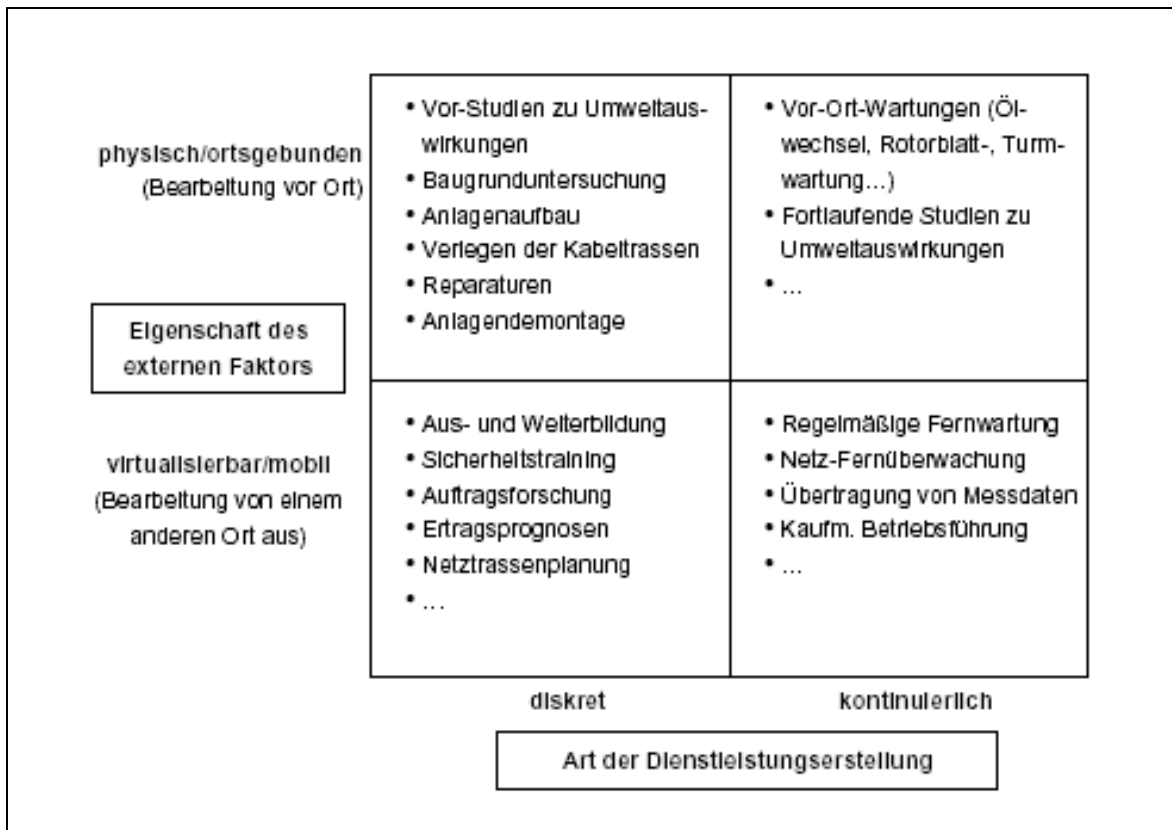 physisch/ortsgebunden
(Bearbeitung vor Ort)
• Vor-Studien zu Umweltaus-
wirkungen
• Baugrunduntersuchung
• Anlagenaufbau
• Verlegen der Kabeltrassen
• Reparaturen
• Anlagendemontage
• Vor-Ort-Wartungen (Öl-
wechsel, Rotorblatt-, Turm-
wartung...)
• Fortlaufende Studien zu
Umweltauswirkungen
• ...
Eigenschaft des
externen Faktors
virtualisierbar/mobil
(Bearbeitung von einem
anderen Ort aus)
• Aus- und Weiterbildung
• Sicherheitstraining
• Auftragsforschung
• Ertragsprognosen
• Netztrassenplanung
• ...
• Regelmäßige Fernwartung
• Netz-Fernüberwachung
• Übertragung von Messdaten
• Kaufm. Betriebsführung
• ...
diskret
kontinuierlich
Art der Dienstleistungserstellung